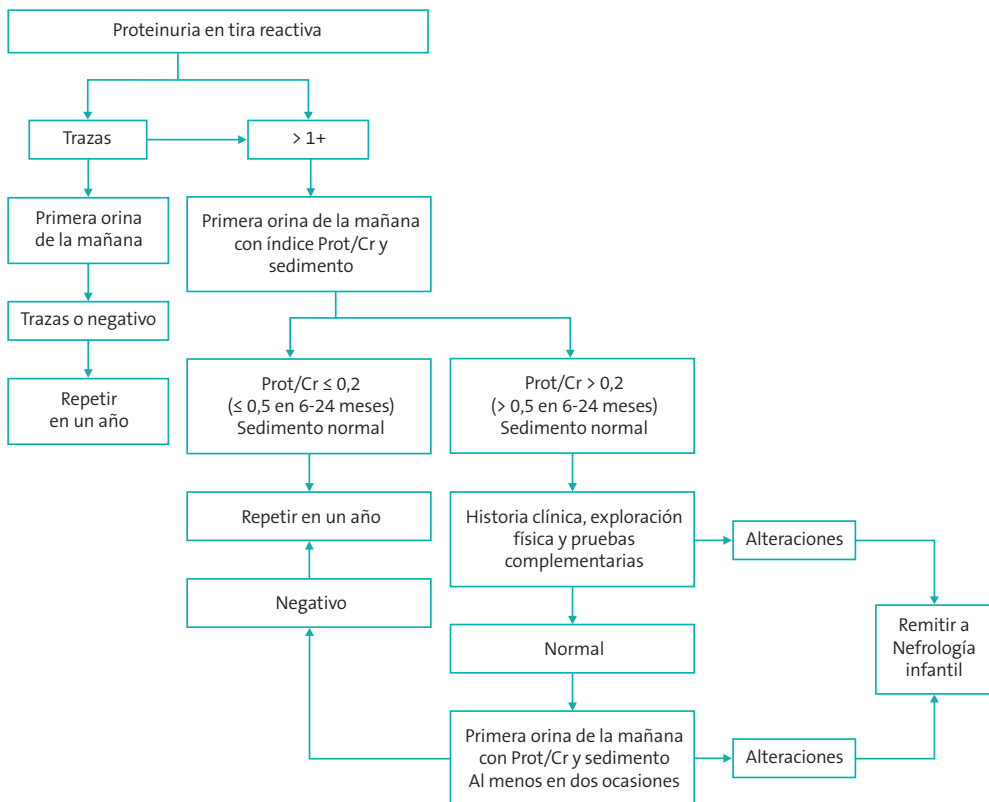 Proteinuria en tira reactiva
Trazas
> 1+
Primera orina
de la mañana
Primera orina de la mañana
con índice Prot/Cr y
sedimento
Trazas o negativo
Repetir
en un año
Prot/Cr ≤ 0,2
(≤ 0,5 en 6-24 meses)
Sedimento normal
Prot/Cr > 0,2
(> 0,5 en 6-24 meses)
Sedimento normal
Repetir en un año
Historia clínica, exploración
física y pruebas
complementarias
Alteraciones
Negativo
Normal
Remitir a
Nefrología
infantil
Primera orina de la mañana
con Prot/Cr y sedimento
Al menos en dos ocasiones
Alteraciones